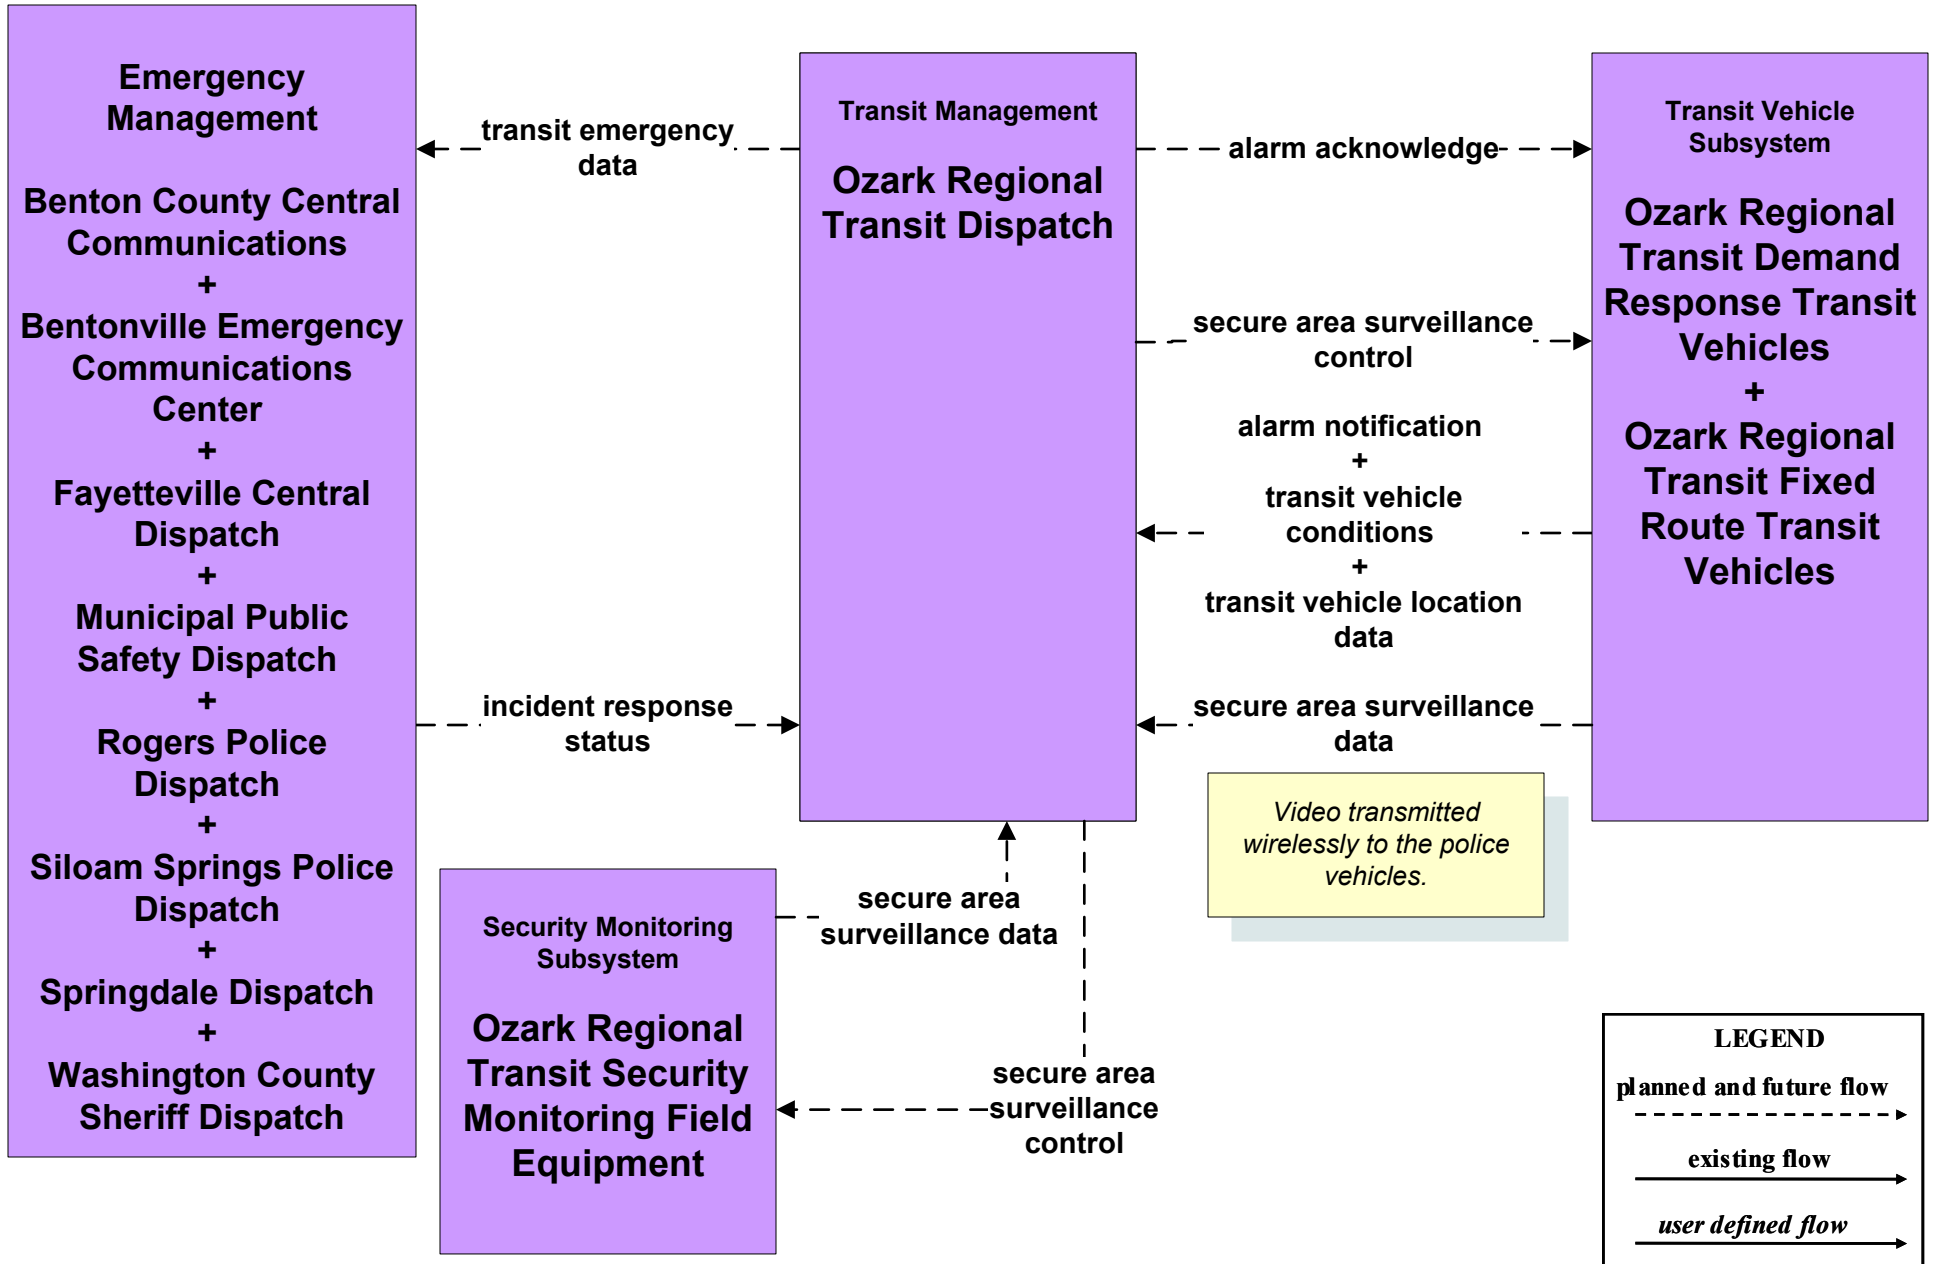 Emergency
Management
Benton County Central
Communications
+
Bentonville Emergency
Communications
Center
+
Fayetteville Central
Dispatch
+
Municipal Public
Safety Dispatch
+
Rogers Police
Dispatch
+
Siloam Springs Police
Dispatch
+
Springdale Dispatch
+
Washington County
Sheriff Dispatch
transit emergency
data
incident response
status
Transit Management
Ozark Regional
Transit Dispatch
alarm acknowledge
secure area surveillance
control
alarm notification
+
transit vehicle
conditions
+
transit vehicle location
data
secure area surveillance
data
Video transmitted
wirelessly to the police
vehicles.
Transit Vehicle
Subsystem
Ozark Regional
Transit Demand
Response Transit
Vehicles
+
Ozark Regional
Transit Fixed
Route Transit
Vehicles
Security Monitoring
Subsystem
Ozark Regional
Transit Security
Monitoring Field
Equipment
secure area
surveillance data
secure area
surveillance
control
LEGEND
planned and future flow
existing flow
user defined flow